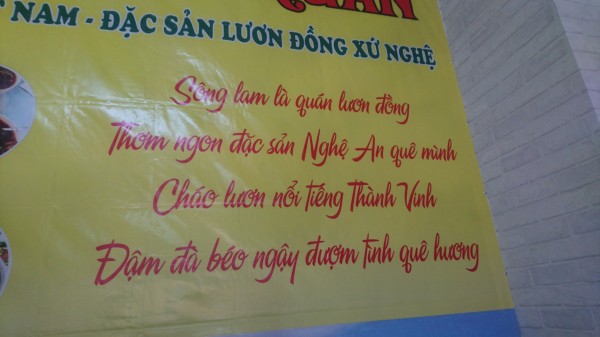 QUÁN
NAM - ĐẶC SẢN LƯƠN ĐỒNG XỨ NGHỆ
Sông lam là quán lươn đồng
Thơm ngon đặc sản Nghệ An quê mình
Cháo lươn nổi tiếng Thành Vinh
Đậm đà béo ngậy đượm tình quê hương